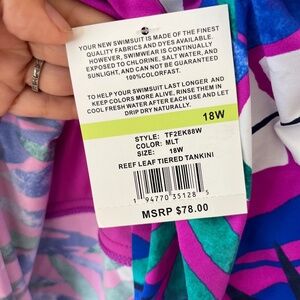 YOUR NEW SWIMSUIT IS MADE OF THE FINEST
QUALITY FABRICS AND DYES AVAILABLE.
HOWEVER, SWIMWEAR IS CONTINUALLY
EXPOSED TO CHLORINE, SALT WATER, AND
SUNLIGHT, AND CAN NOT BE GUARANTEED
100%COLORFAST.
TO HELP YOUR SWIMSUIT LAST LONGER AND
KEEP COLORS MORE ALIVE, RINSE THEM IN
COOL FRESH WATER AFTER EACH USE AND LET
DRIP DRY NATURALLY.
18W
STYLE: TF2EK88W
COLOR: MLT
SIZE: 18W
REEF LEAF TIERED TANKINI
1 94770 35128 5
MSRP $78.00